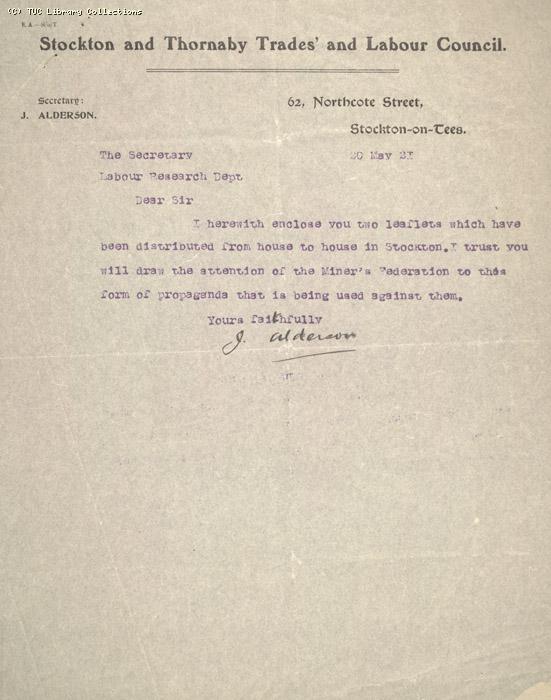 (C) TUC Library Collections
Stockton and Thornaby Trades' and Labour Council.
Secretary:
J. ALDERSON.
62, Northcote Street,
Stockton-on-Tees.
The Secretary
20 May 21
Labour Research Dept
Dear Sir
I herewith enclose you two leaflets which have
been distributed from house to house in Stockton.I trust you
will draw the attention of the Miner's Federation to this
form of propaganda that is being used against them.
Yours faithfully
J. Alderson